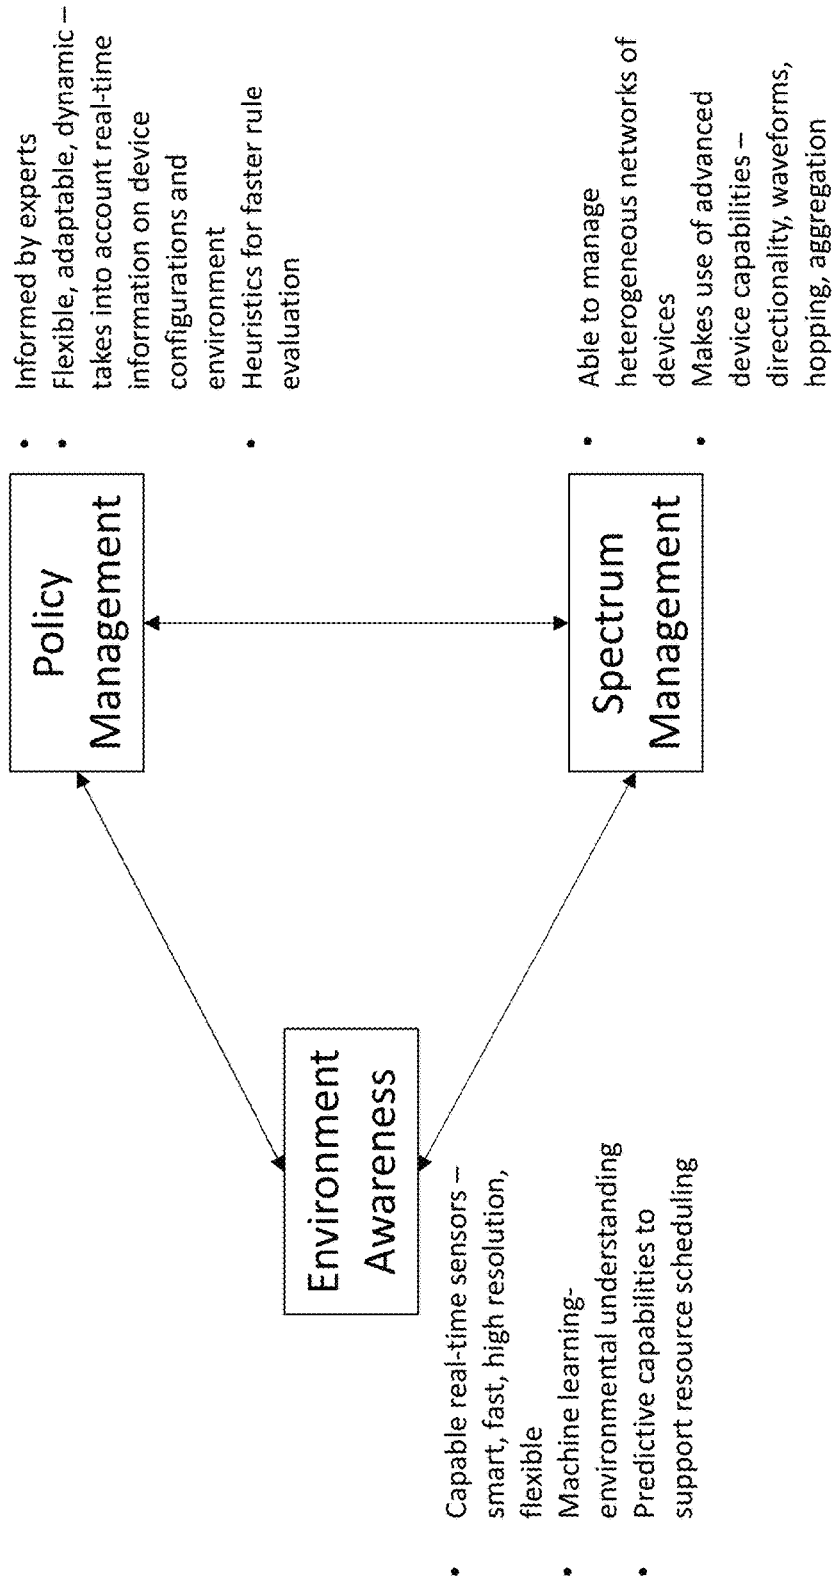 Environment
Awareness
• Capable real-time sensors –
smart, fast, high resolution,
flexible
• Machine learning-
environmental understanding
• Predictive capabilities to
support resource scheduling
Policy
Management
• Informed by experts
• Flexible, adaptable, dynamic –
takes into account real-time
information on device
configurations and
environment
• Heuristics for faster rule
evaluation
Spectrum
Management
• Able to manage
heterogeneous networks of
devices
• Makes use of advanced
device capabilities –
directionality, waveforms,
hopping, aggregation